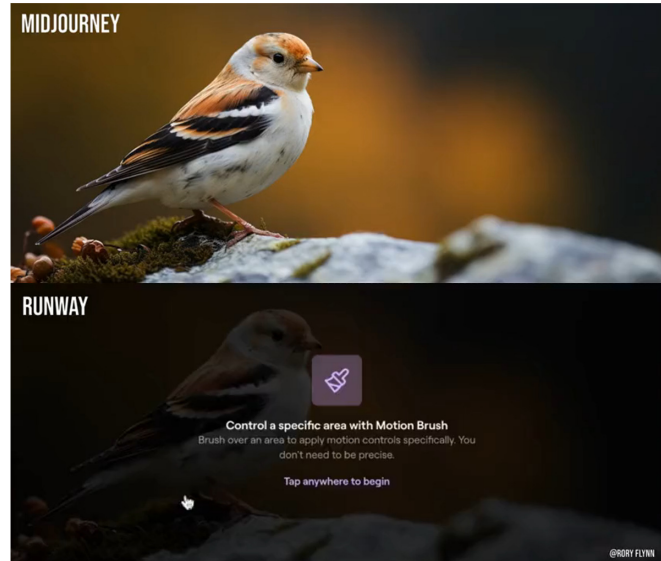 MIDJOURNEY
RUNWAY
Control a specific area with Motion Brush
Brush over an area to apply motion controls specifically. You
don't need to be precise.
Tap anywhere to begin
@RORY FLYNN